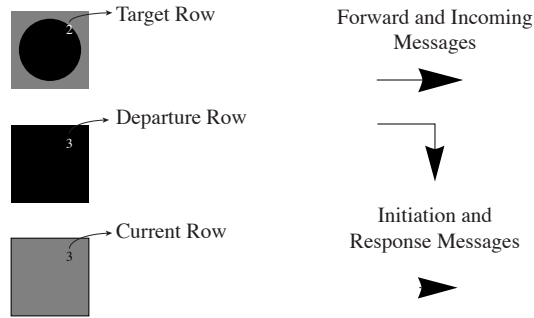 2
Target Row
3
Departure Row
3
Current Row
Forward and Incoming
Messages
Initiation and
Response Messages